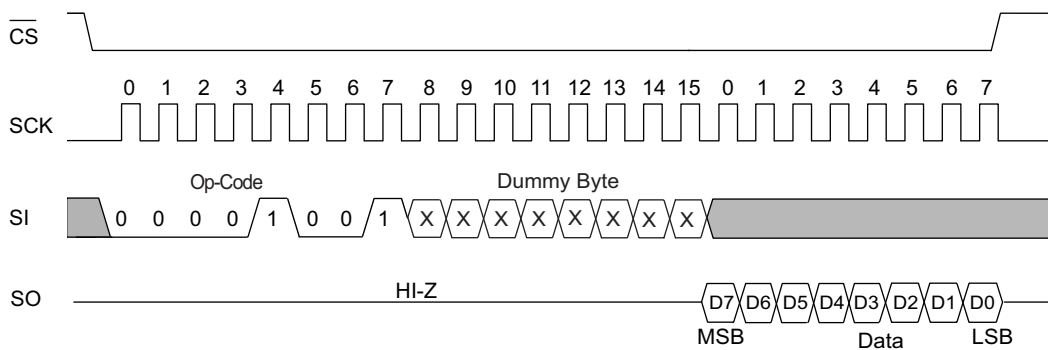 CS
0 1 2 3 4 5 6 7 8 9 10 11 12 13 14 15 0 1 2 3 4 5 6 7
SCK
Op-Code Dummy Byte
SI 0 0 0 0 1 0 0 1 X X X X X X X X
HI-Z
SO D7 D6 D5 D4 D3 D2 D1 D0
MSB Data LSB